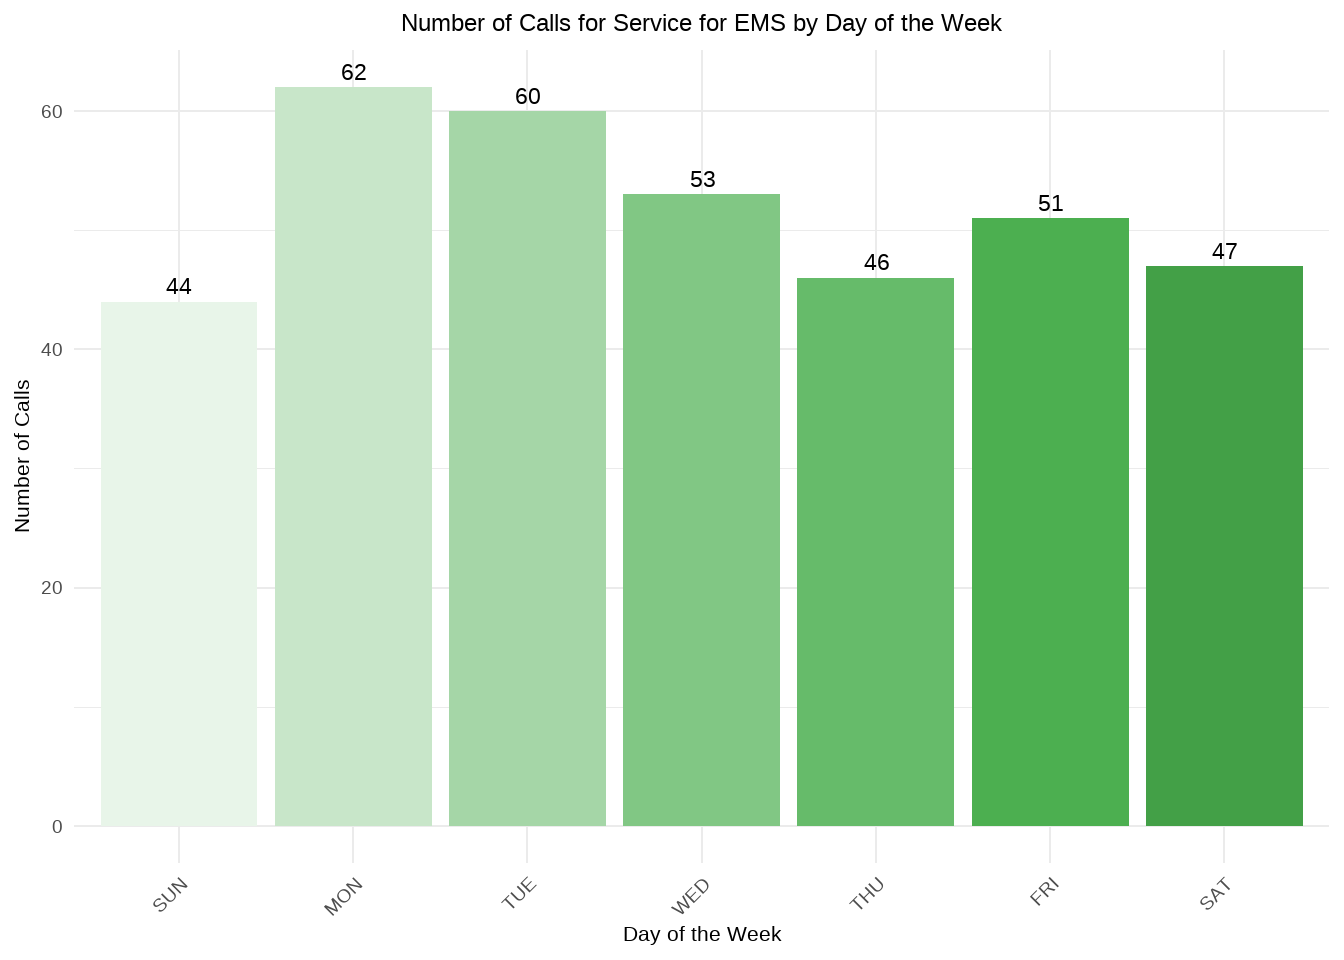 Number of Calls for Service for EMS by Day of the Week
62
60
53
51
47
46
44
60
40
20
0
Number of Calls
SUN
MON
TUE
WED
THU
FRI
SAT
Day of the Week